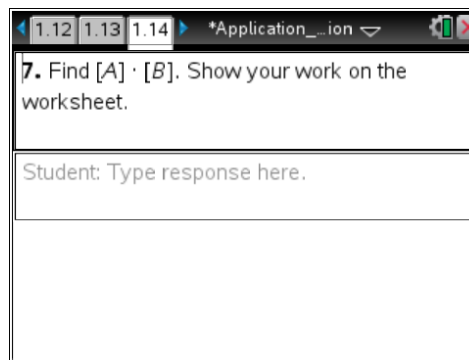 1.12 1.13 1.14 *Application_...ion
7. Find [A] · [B]. Show your work on the
worksheet.
Student: Type response here.